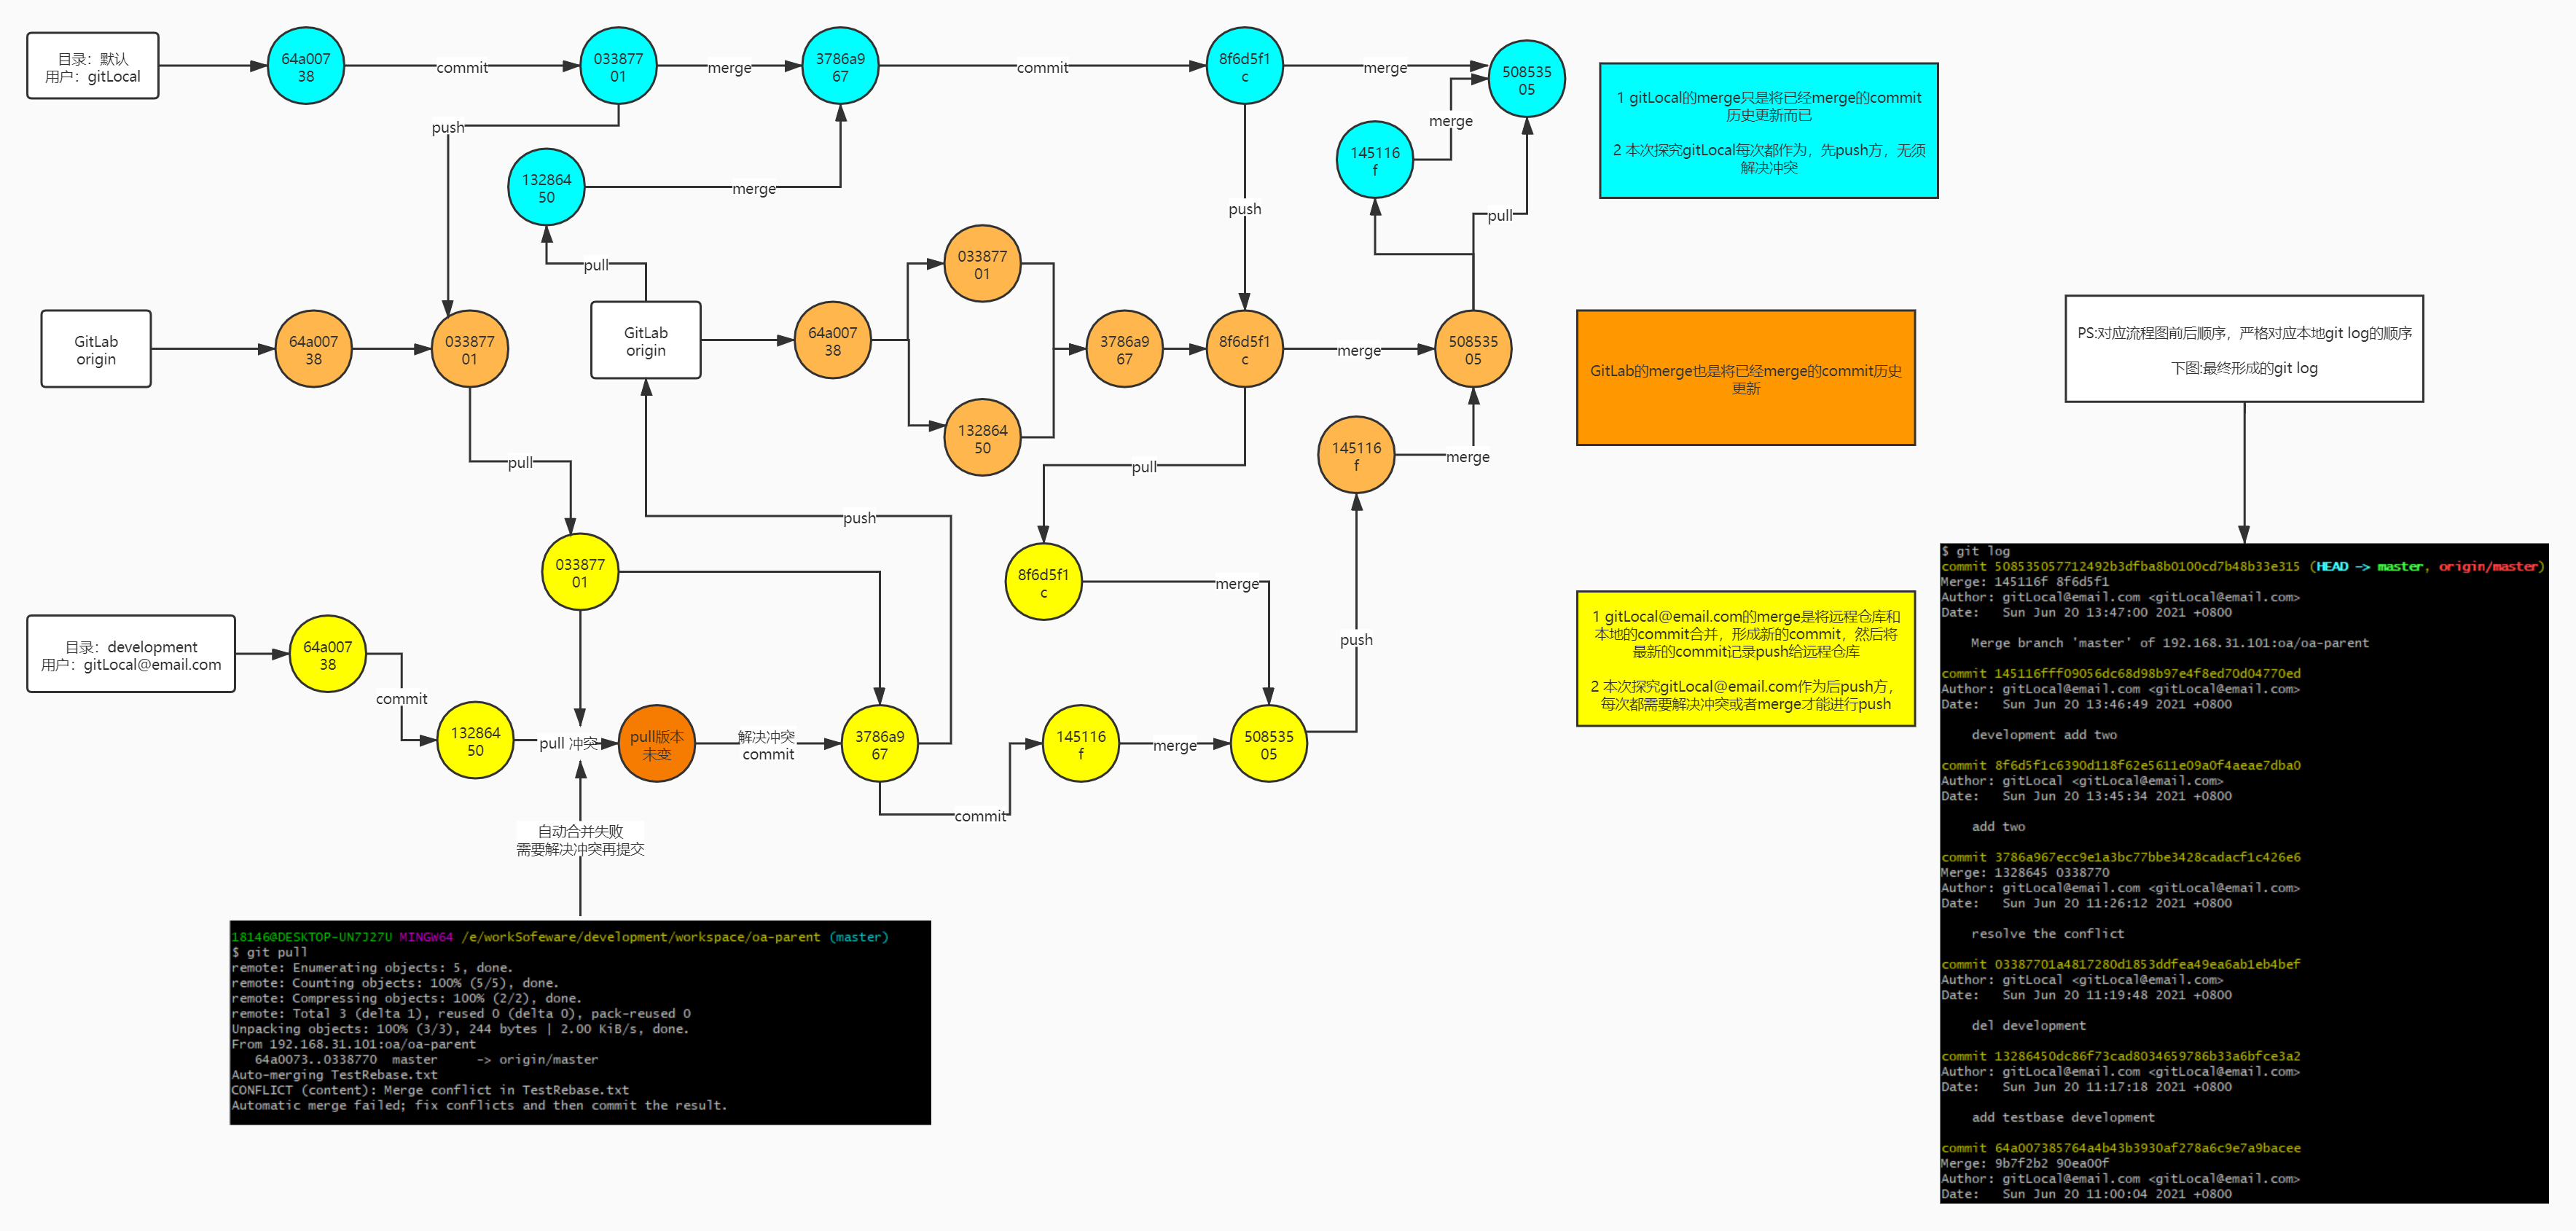 目录：默认
用户：gitLocal
64a007
38
commit
033877
01
merge
3786a9
67
commit
8f6d5f1
c
merge
508535
05
push
132864
50
merge
push
145116
f
merge
pull
pull
1 gitLocal的merge只是将已经merge的commit
历史更新而已
2 本次探究gitLocal每次都作为，先push方，无须
解决冲突
GitLab
origin
64a007
38
033877
01
GitLab
origin
64a007
38
033877
01
132864
50
3786a9
67
8f6d5f1
c
merge
508535
05
145116
f
merge
GitLab的merge也是将已经merge的commit历史
更新
PS:对应流程图前后顺序，严格对应本地git log的顺序
下图:最终形成的git log
pull
pull
push
033877
01
8f6d5f1
c
merge
push
目录：development
用户：gitLocal@email.com
64a007
38
commit
132864
50
pull 冲突
pull版本
未变
解决冲突
commit
3786a9
67
commit
145116
f
merge
508535
05
自动合并失败
需要解决冲突再提交
1 gitLocal@email.com的merge是将远程仓库和
本地的commit合并，形成新的commit，然后将
最新的commit记录push给远程仓库
2 本次探究gitLocal@email.com作为后push方，
每次都需要解决冲突或者merge才能进行push
18146@DESKTOP-UN7J27U MINGW64 /e/workSofeware/development/workspace/oa-parent (master)
$ git pull
remote: Enumerating objects: 5, done.
remote: Counting objects: 100% (5/5), done.
remote: Compressing objects: 100% (2/2), done.
remote: Total 3 (delta 1), reused 0 (delta 0), pack-reused 0
Unpacking objects: 100% (3/3), 244 bytes | 2.00 KiB/s, done.
From 192.168.31.101:oa/oa-parent
64a0073..0338770  master     -> origin/master
Auto-merging TestRebase.txt
CONFLICT (content): Merge conflict in TestRebase.txt
Automatic merge failed; fix conflicts and then commit the result.
$ git log
commit 508535057712492b3dfba8b0100cd7b48b33e315 (HEAD -> master, origin/master)
Merge: 145116f 8f6d5f1
Author: gitLocal@email.com <gitLocal@email.com>
Date:   Sun Jun 20 13:47:00 2021 +0800
Merge branch 'master' of 192.168.31.101:oa/oa-parent
commit 145116fff09056dc68d98b97e4f8ed70d04770ed
Author: gitLocal@email.com <gitLocal@email.com>
Date:   Sun Jun 20 13:46:49 2021 +0800
development add two
commit 8f6d5f1c6390d118f62e5611e09a0f4aeae7dba0
Author: gitLocal <gitLocal@email.com>
Date:   Sun Jun 20 13:45:34 2021 +0800
add two
commit 3786a967ecc9e1a3bc77bbe3428cadacf1c426e6
Merge: 1328645 0338770
Author: gitLocal@email.com <gitLocal@email.com>
Date:   Sun Jun 20 11:26:12 2021 +0800
resolve the conflict
commit 03387701a4817280d1853ddfea49ea6ab1eb4bef
Author: gitLocal <gitLocal@email.com>
Date:   Sun Jun 20 11:19:48 2021 +0800
del development
commit 13286450dc86f73cad8034659786b33a6bfce3a2
Author: gitLocal@email.com <gitLocal@email.com>
Date:   Sun Jun 20 11:17:18 2021 +0800
add testbase development
commit 64a007385764a4b43b3930af278a6c9e7a9bacee
Merge: 9b7f2b2 90ea00f
Author: gitLocal@email.com <gitLocal@email.com>
Date:   Sun Jun 20 11:00:04 2021 +0800